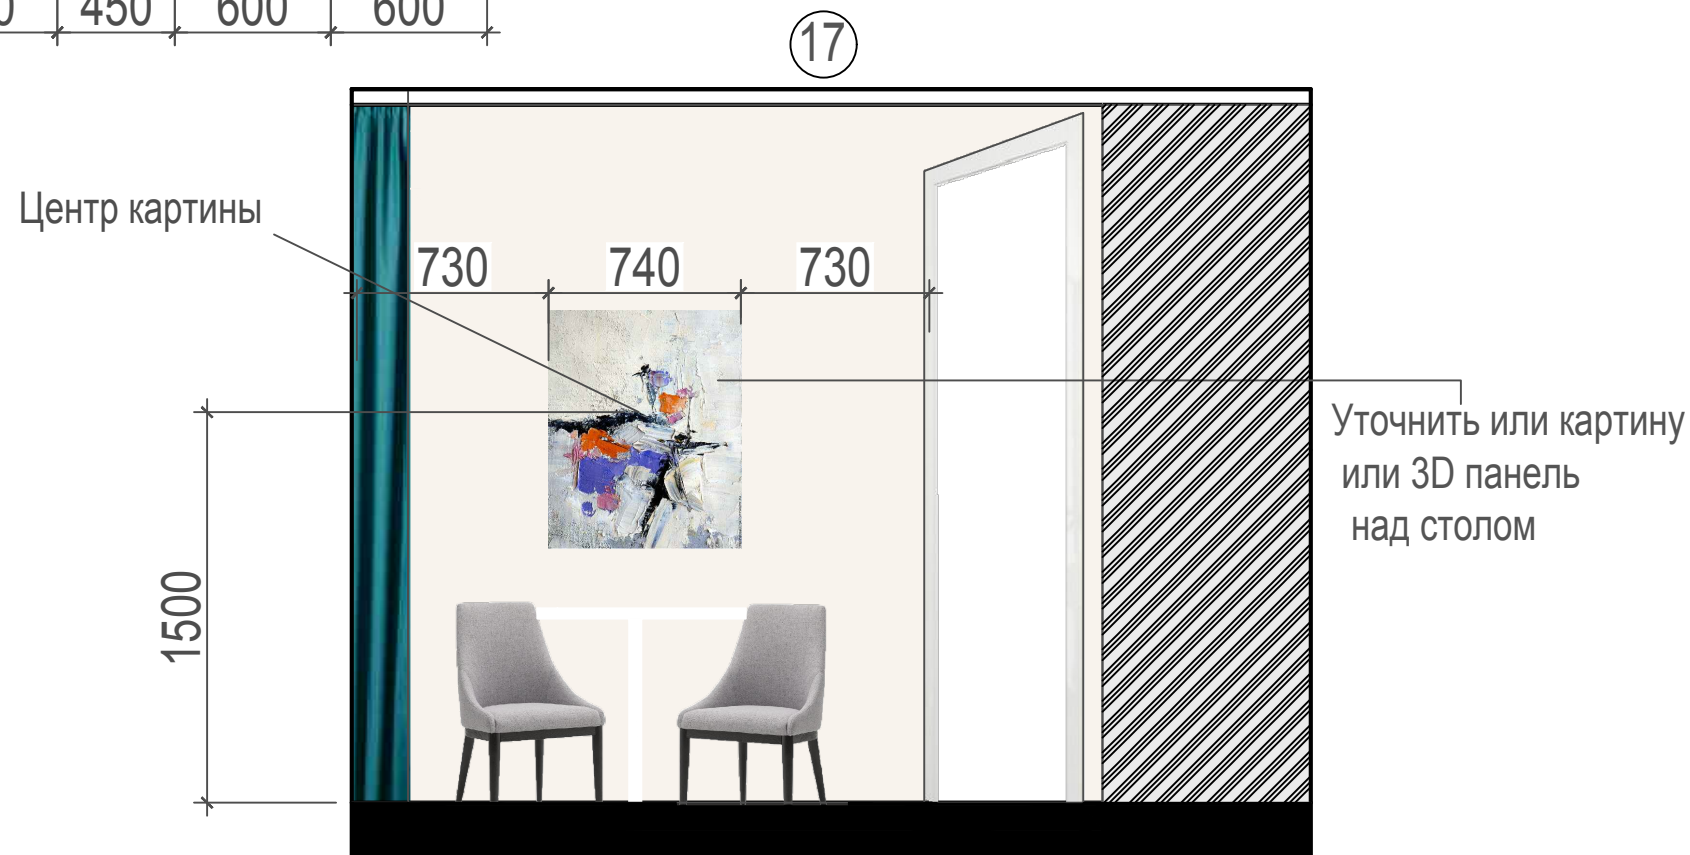 450 600 600
17
Центр картины
730 740 730
Уточнить или картину
или 3D панель
над столом
1500